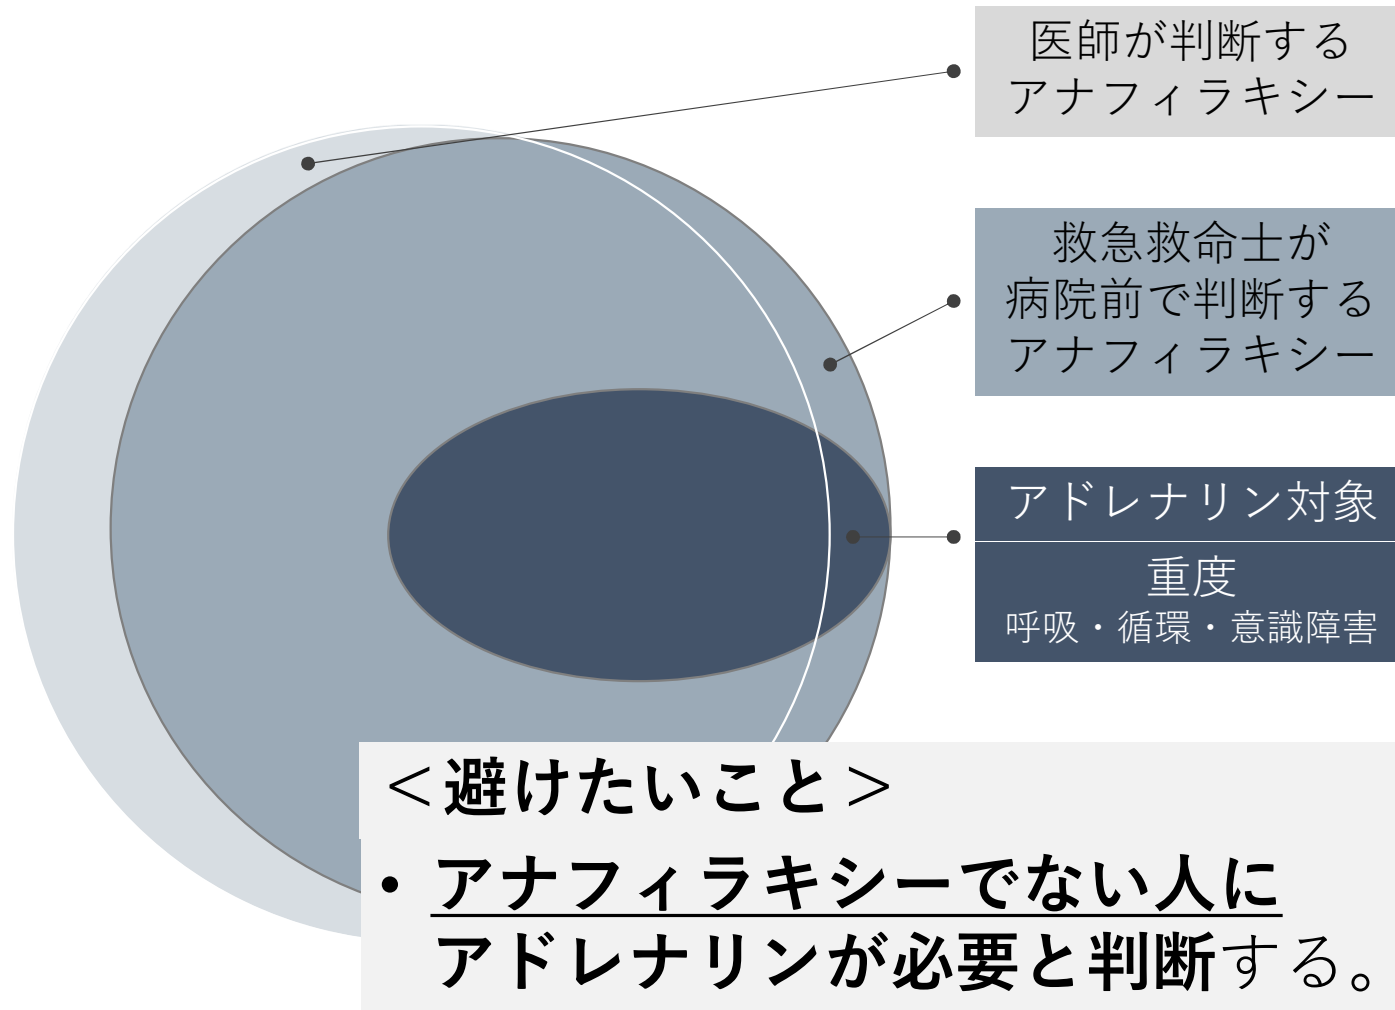 医師が判断する
アナフィラキシー
救急救命士が
病院前で判断する
アナフィラキシー
アドレナリン対象
重度
呼吸・循環・意識障害
＜避けたいこと＞
• アナフィラキシーでない人に
アドレナリンが必要と判断する。